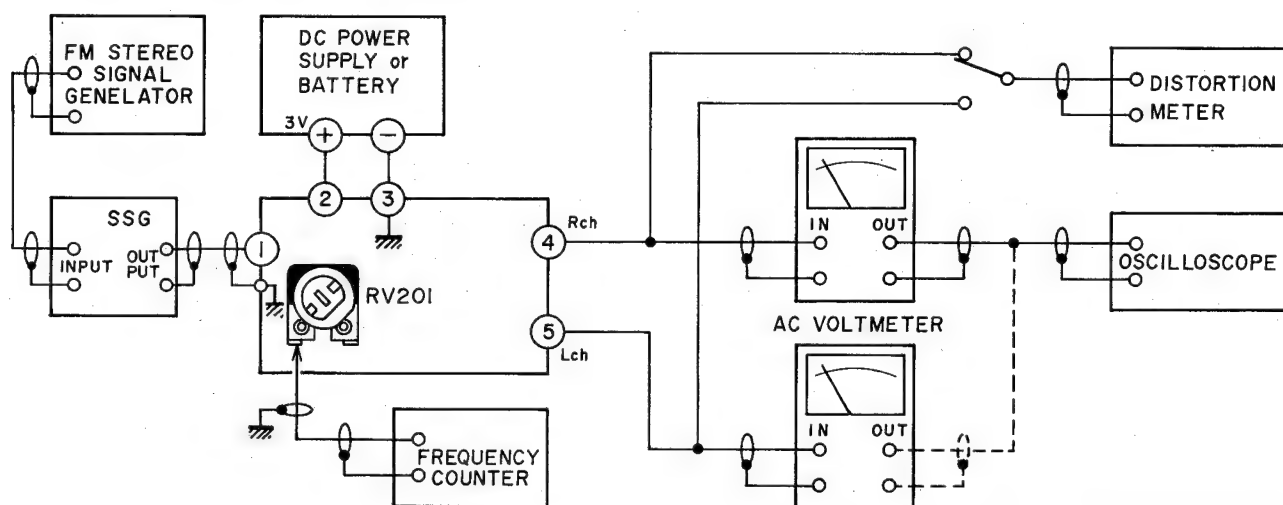 FM STEREO
SIGNAL
GENELATOR
DC POWER
SUPPLY or
BATTERY
3V
+
−
2
3
SSG
INPUT
OUT
PUT
1
RV201
4
Rch
5
Lch
FREQUENCY
COUNTER
IN
OUT
AC VOLTMETER
IN
OUT
DISTORTION
METER
OSCILLOSCOPE